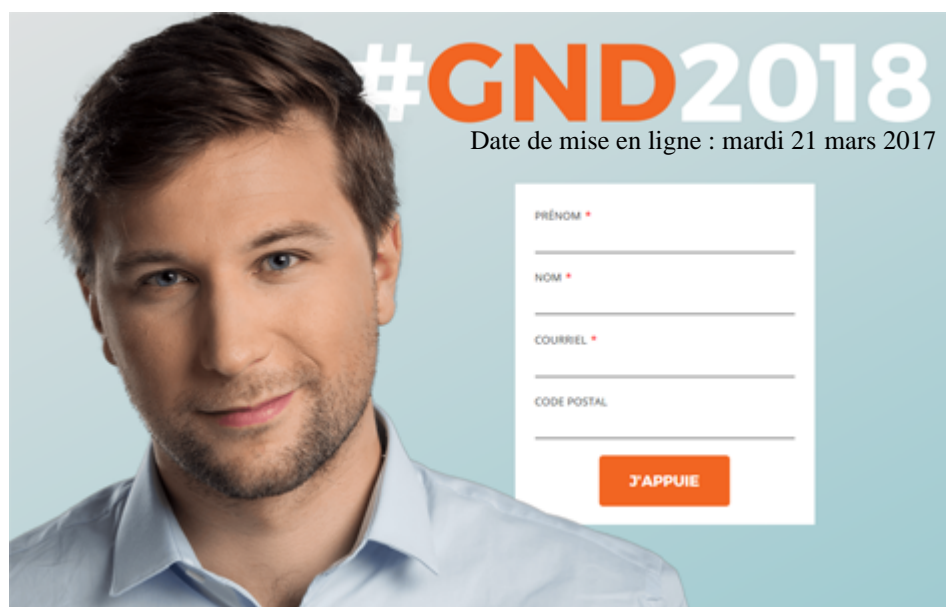 #GND2018
Date de mise en ligne : mardi 21 mars 2017
PRÉNOM *
NOM *
COURRIEL *
CODE POSTAL
J'APPUIE